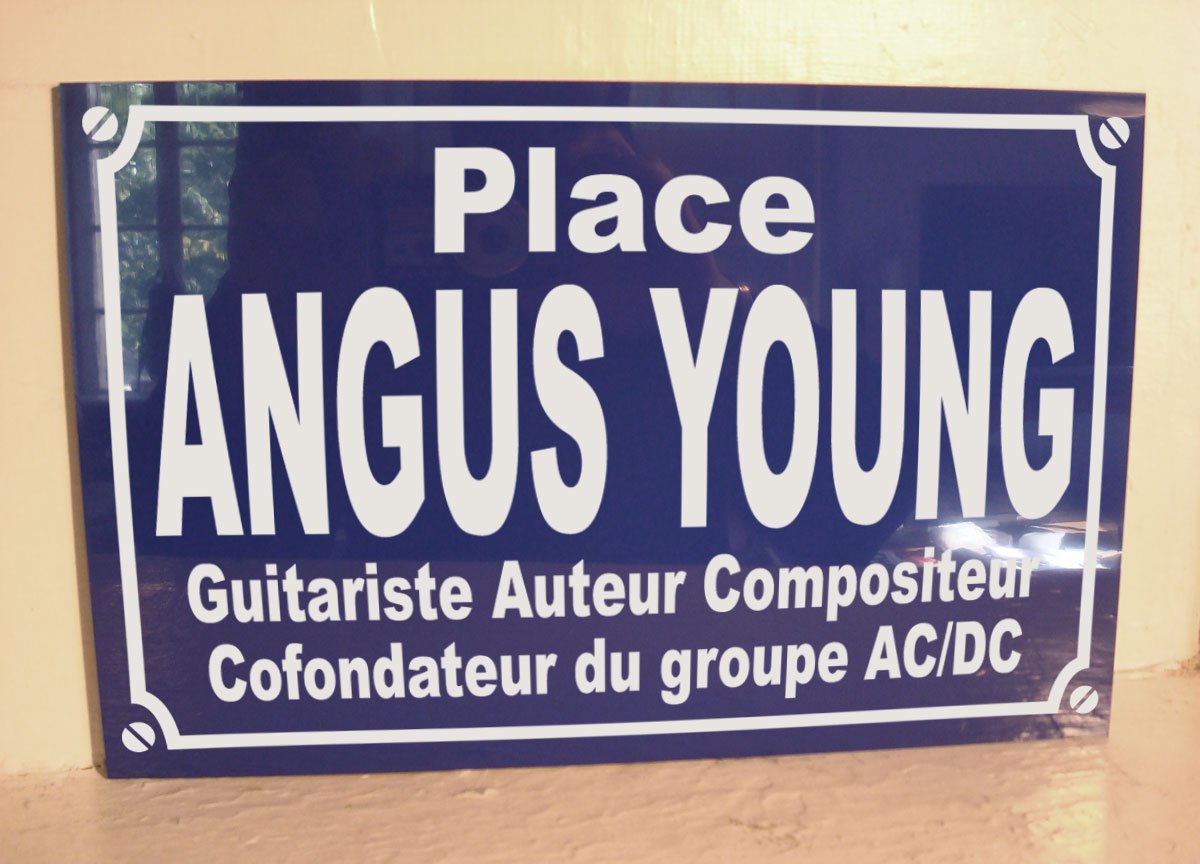 Place
ANGUS YOUNG
Guitariste Auteur Compositeur
Cofondateur du groupe AC/DC